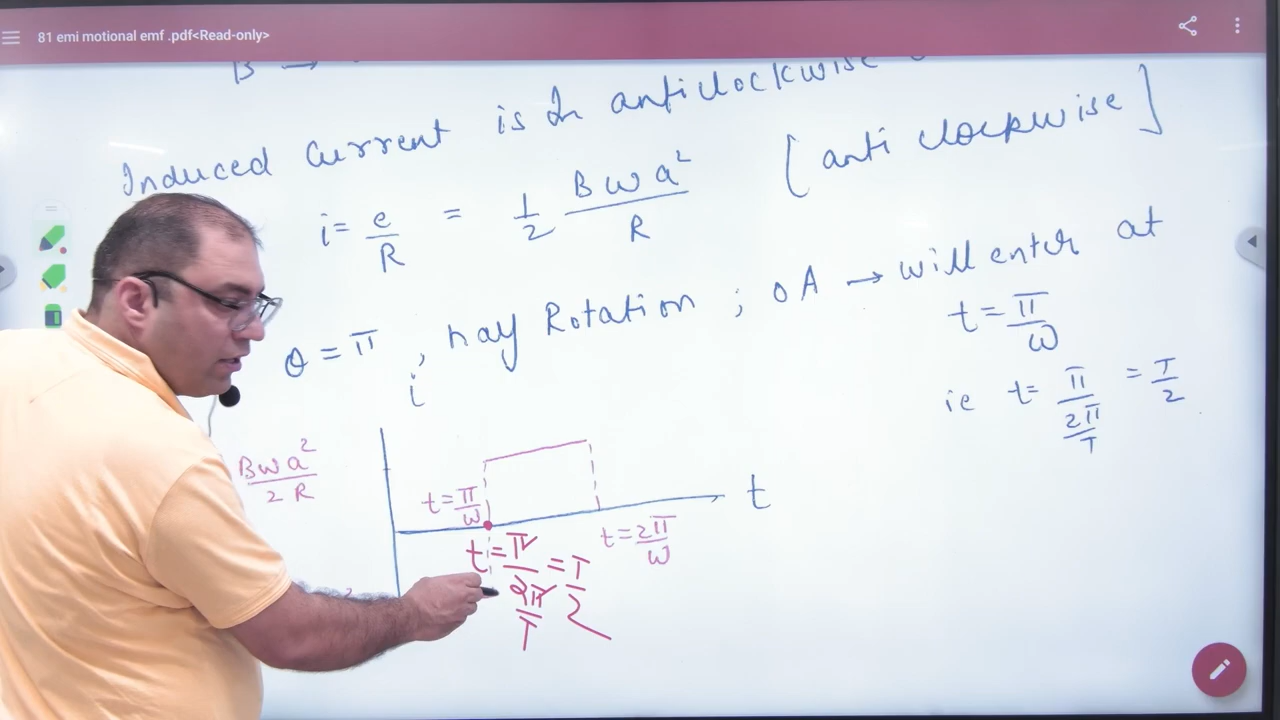 81 emi motional emf .pdf<Read-only>
B →
Induced Current is In anticlockwise
i = e/R = 1/2 Bωa²/R [anti clockwise]
θ = π , half Rotation ; OA → will enter at
t = π/ω
ie t = π/(2π/T) = T/2
i
Bωa²/2R
t = π/ω
t
t = 2π/ω
t = π/(2π/T) = T/2